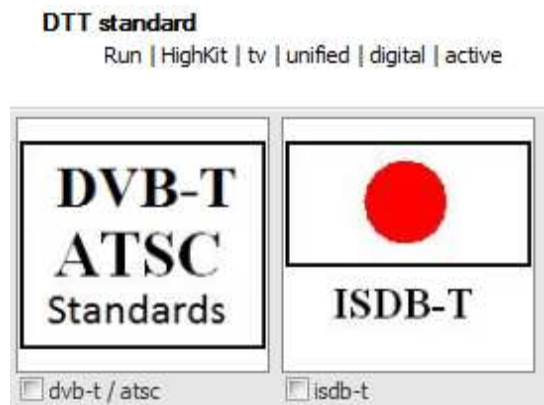 DTT standard
Run | HighKit | tv | unified | digital | active
DVB-T
ATSC
Standards
ISDB-T
dvb-t / atsc
isdb-t